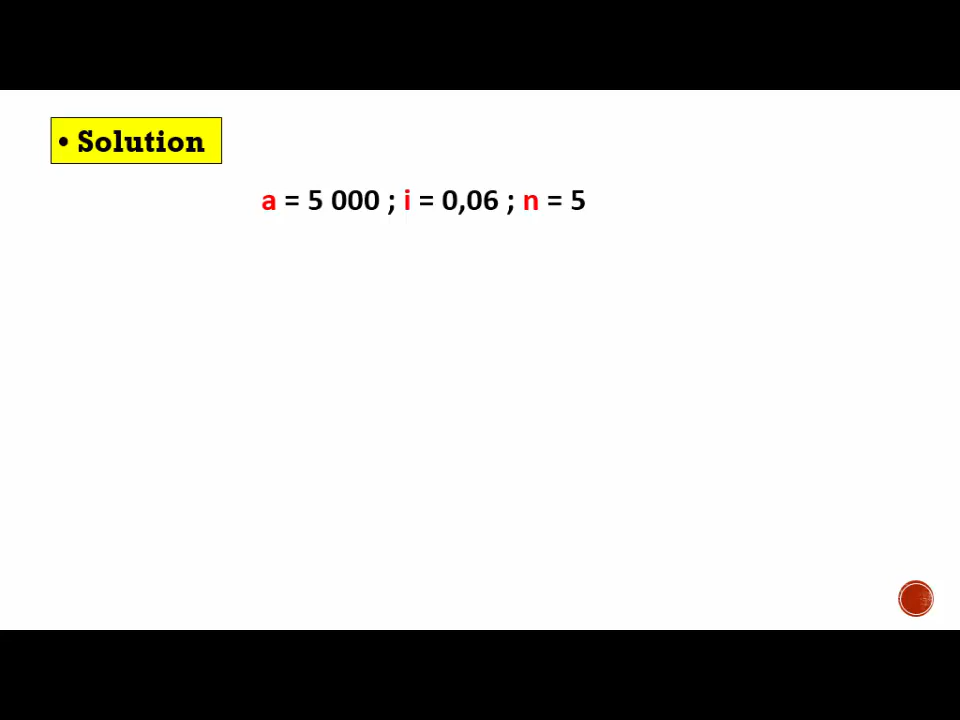 • Solution
a = 5 000 ; i = 0,06 ; n = 5